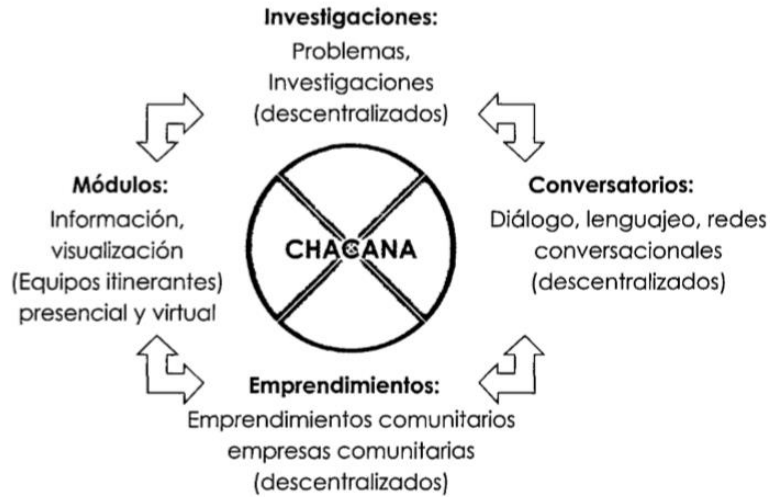 Investigaciones:
Problemas,
Investigaciones
(descentralizados)
Módulos:
Información,
visualización
(Equipos itinerantes)
presencial y virtual
CHACANA
Conversatorios:
Diálogo, lenguajeo, redes
conversacionales
(descentralizados)
Emprendimientos:
Emprendimientos comunitarios
empresas comunitarias
(descentralizados)